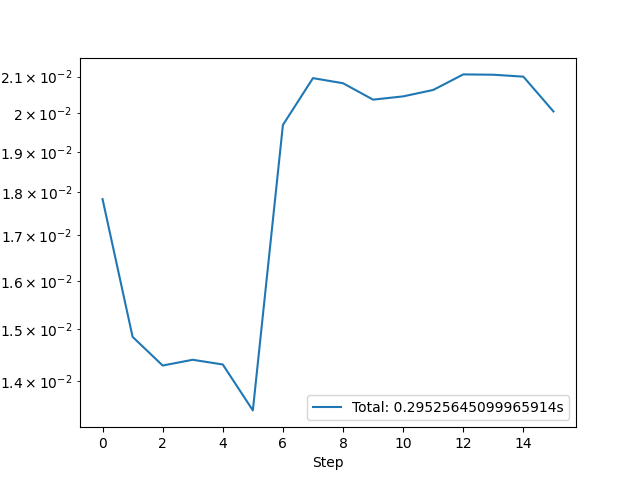 2.1 × 10⁻²
2 × 10⁻²
1.9 × 10⁻²
1.8 × 10⁻²
1.7 × 10⁻²
1.6 × 10⁻²
1.5 × 10⁻²
1.4 × 10⁻²
Total: 0.29525645099965914s
0 2 4 6 8 10 12 14
Step